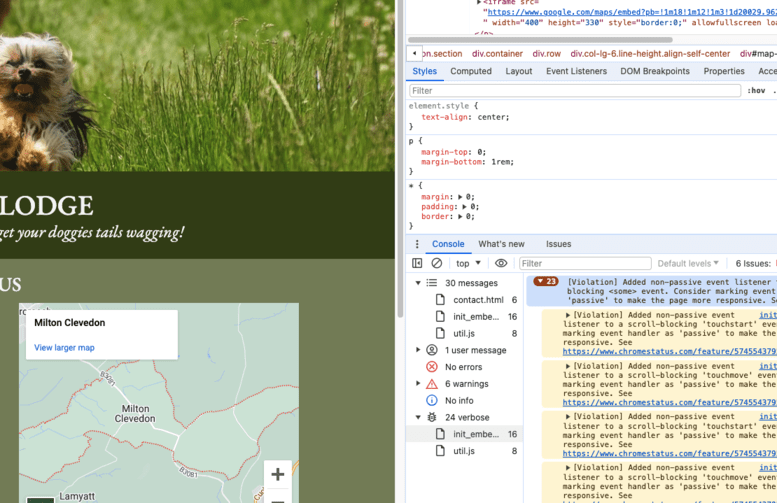 LODGE
get your doggies tails wagging!
US
Milton Clevedon
View larger map
B3081
Milton
Clevedon
B3081
Lamyatt
+
<iframe src=
"https://www.google.com/maps/embed?pb=!1m18!1m12!1m3!1d20029.962
" width="400" height="330" style="border:0;" allowfullscreen loa
on.section div.container div.row div.col-lg-6.line-height.align-self-center div#map-
Styles Computed Layout Event Listeners DOM Breakpoints Properties Acce
Filter :hov .
element.style {
text-align: center;
}
p {
margin-top: 0;
margin-bottom: 1rem;
}
* {
margin: 0;
padding: 0;
border: 0;
}
Console What's new Issues
top Filter Default levels 6 Issues:
30 messages
contact.html 6
init_embe... 16
util.js 8
1 user message
No errors
6 warnings
No info
24 verbose
init_embe... 16
util.js 8
23 [Violation] Added non-passive event listener
blocking <some> event. Consider marking event
'passive' to make the page more responsive. Se
[Violation] Added non-passive event init
listener to a scroll-blocking 'touchstart' eve
marking event handler as 'passive' to make the
responsive. See
https://www.chromestatus.com/feature/574554379
[Violation] Added non-passive event init
listener to a scroll-blocking 'touchmove' even
marking event handler as 'passive' to make the
responsive. See
https://www.chromestatus.com/feature/574554379
[Violation] Added non-passive event init
listener to a scroll-blocking 'touchstart' eve
marking event handler as 'passive' to make the
responsive. See
https://www.chromestatus.com/feature/574554379
[Violation] Added non-passive event init
listener to a scroll-blocking 'touchmove' even
marking event handler as 'passive' to make the
responsive. See